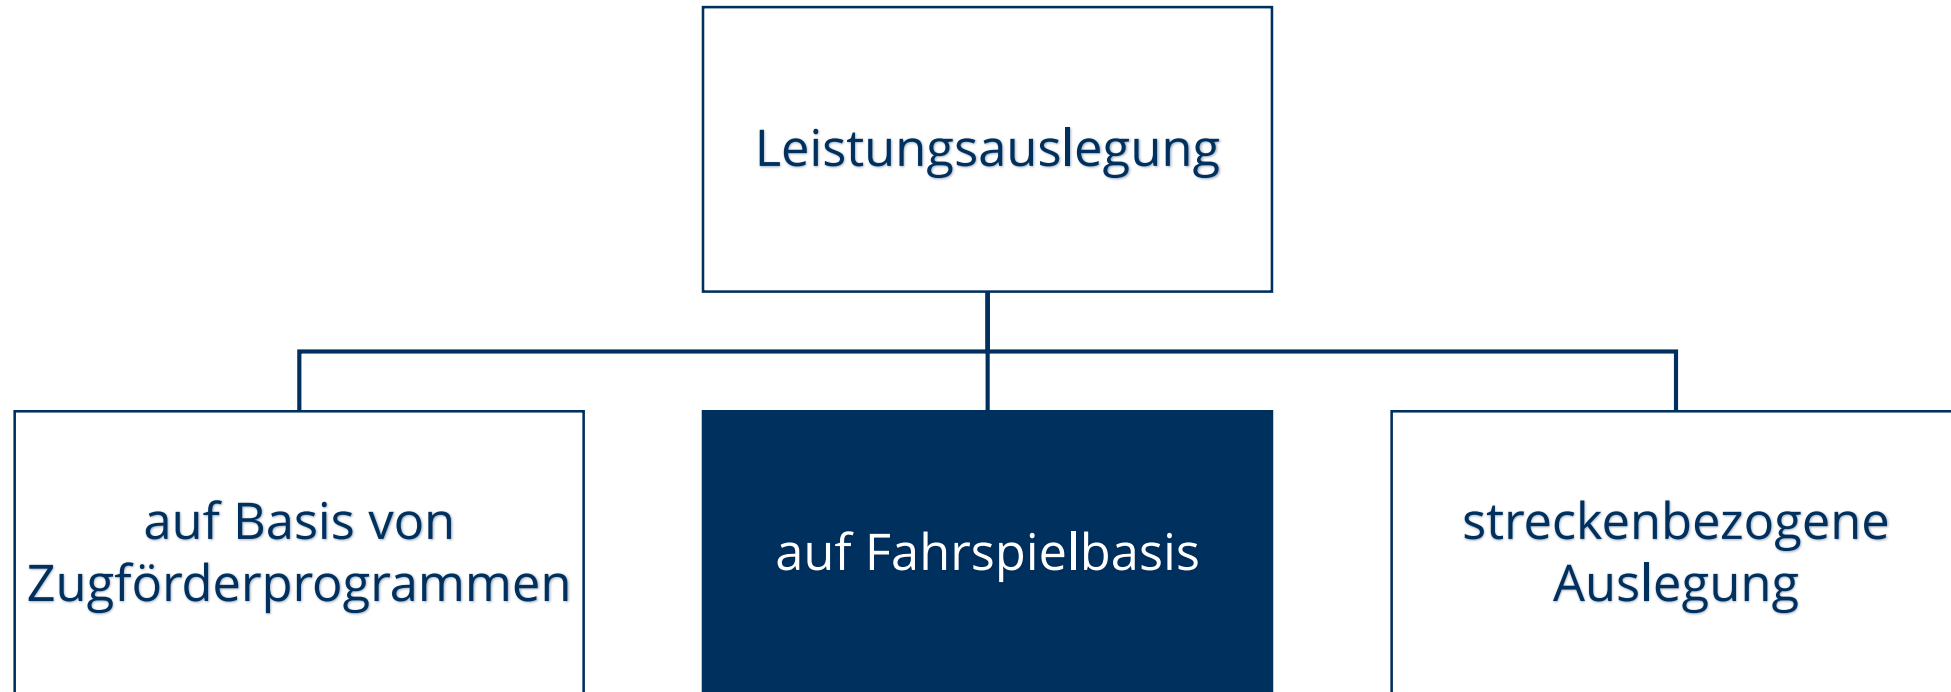 Leistungsauslegung
auf Basis von
Zugförderprogrammen
auf Fahrspielbasis
streckenbezogene
Auslegung